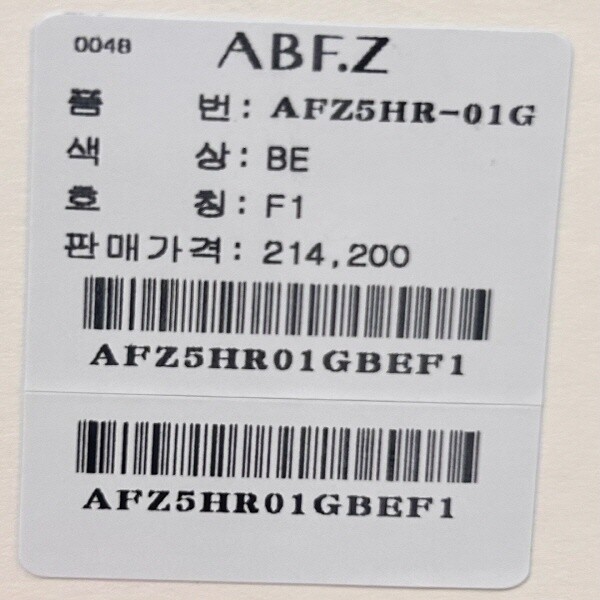 0048 ABF.Z
품 번: AFZ5HR-01G
색 상: BE
호 칭: F1
판매가격: 214,200
AFZ5HR01GBEF1
AFZ5HR01GBEF1